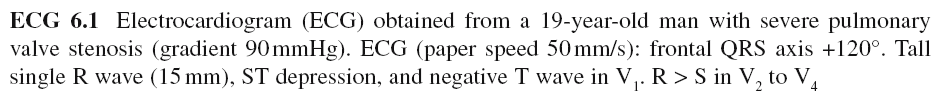 ECG 6.1 Electrocardiogram (ECG) obtained from a 19-year-old man with severe pulmonary
valve stenosis (gradient 90 mmHg). ECG (paper speed 50 mm/s): frontal QRS axis +120°. Tall
single R wave (15 mm), ST depression, and negative T wave in V₁. R > S in V₂ to V₄